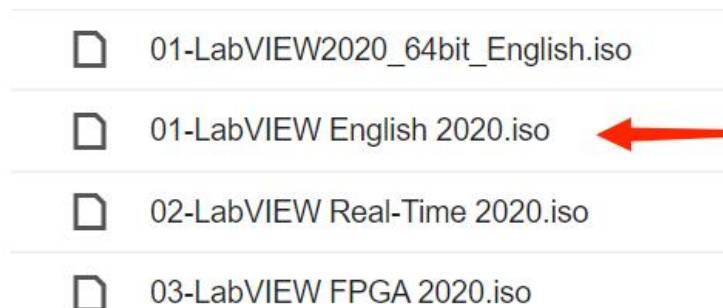 01-LabVIEW2020_64bit_English.iso
01-LabVIEW English 2020.iso
02-LabVIEW Real-Time 2020.iso
03-LabVIEW FPGA 2020.iso